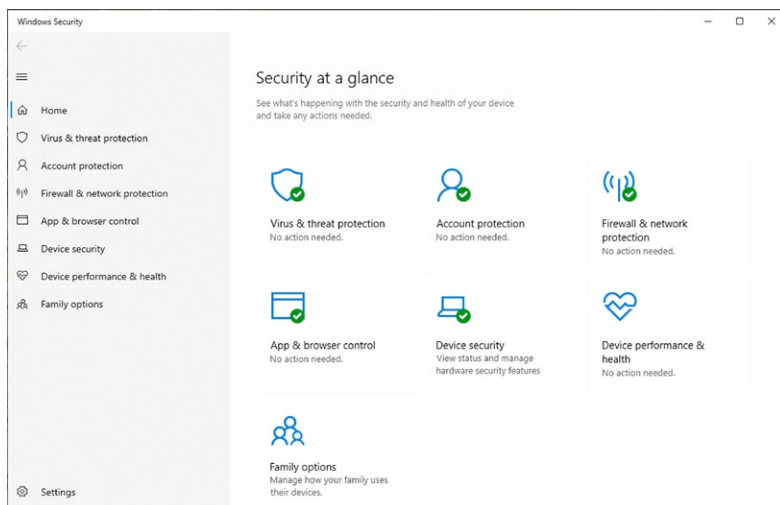 Windows Security
Home
Virus & threat protection
Account protection
Firewall & network protection
App & browser control
Device security
Device performance & health
Family options
Settings
Security at a glance
See what's happening with the security and health of your device
and take any actions needed.
Virus & threat protection
No action needed.
Account protection
No action needed.
Firewall & network
protection
No action needed.
App & browser control
No action needed.
Device security
View status and manage
hardware security features
Device performance &
health
No action needed.
Family options
Manage how your family uses
their devices.